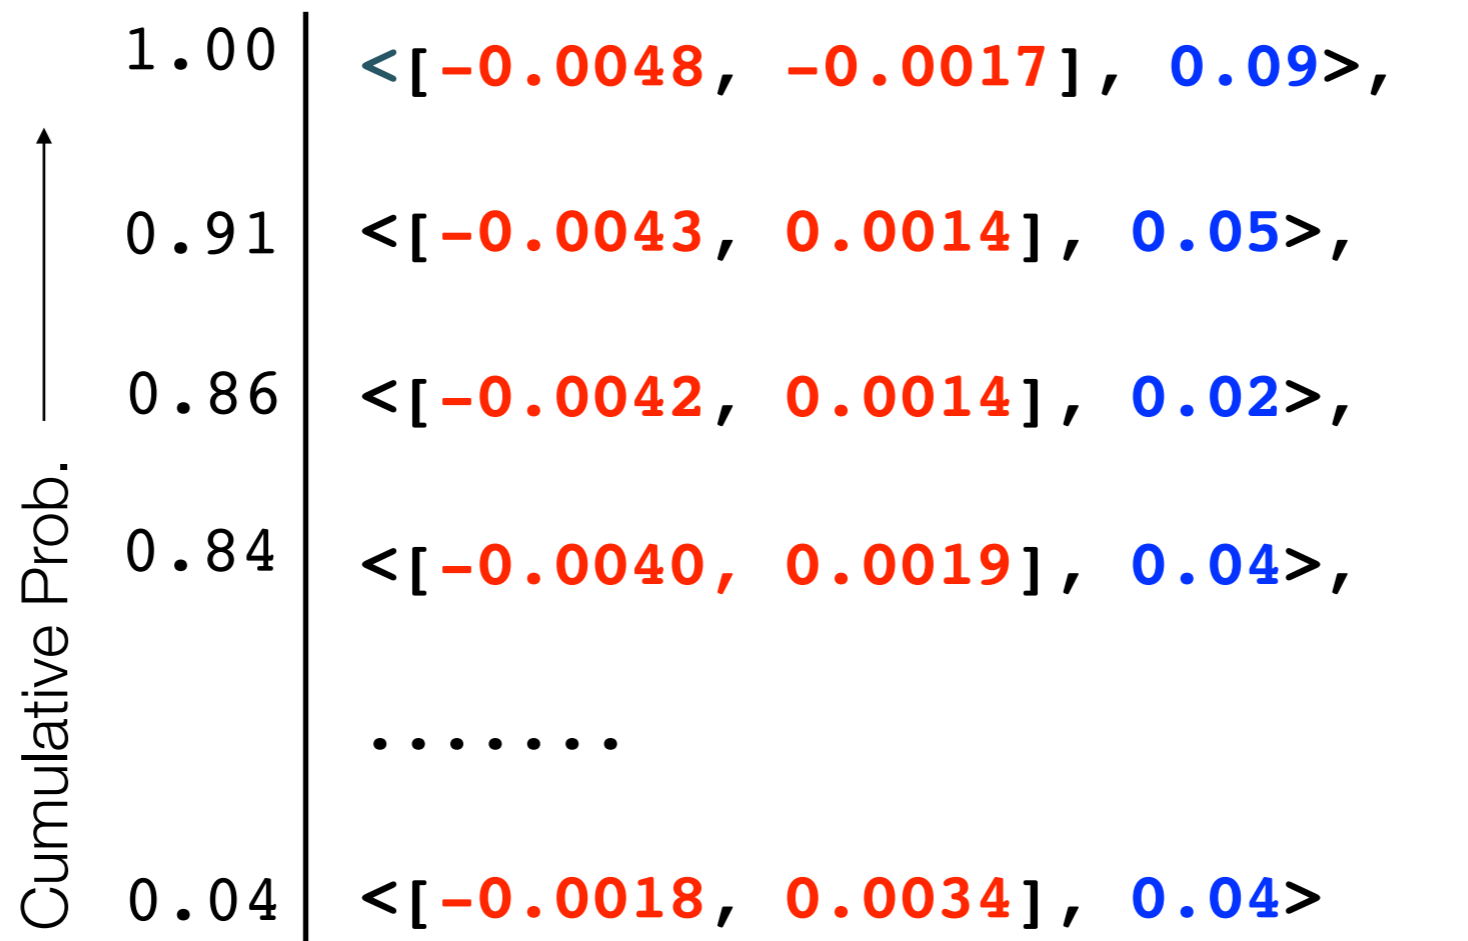 1.00 <[-0.0048, -0.0017], 0.09>,
0.91 <[-0.0043, 0.0014], 0.05>,
0.86 <[-0.0042, 0.0014], 0.02>,
0.84 <[-0.0040, 0.0019], 0.04>,
.......
0.04 <[-0.0018, 0.0034], 0.04>
Cumulative Prob.